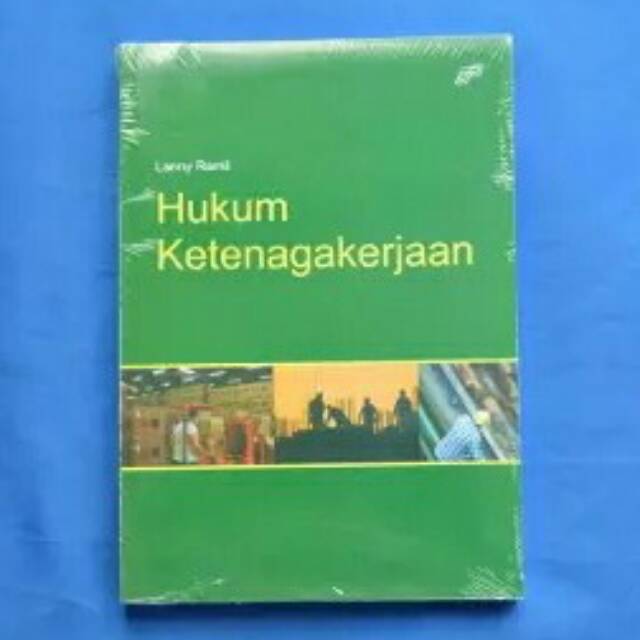 Lanny Ramli
Hukum
Ketenagakerjaan